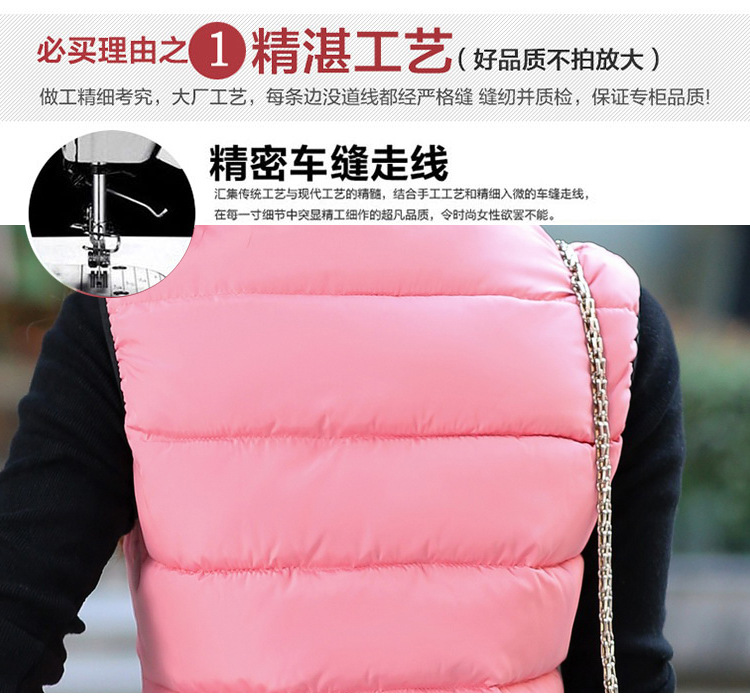 必买理由之1精湛工艺(好品质不拍放大)
做工精细考究，大厂工艺，每条边没道线都经严格缝 缝纫并质检，保证专柜品质!
精密车缝走线
汇集传统工艺与现代工艺的精髓，结合手工工艺和精细入微的车缝走线，
在每一寸细节中突显精工细作的超凡品质，令时尚女性欲罢不能。